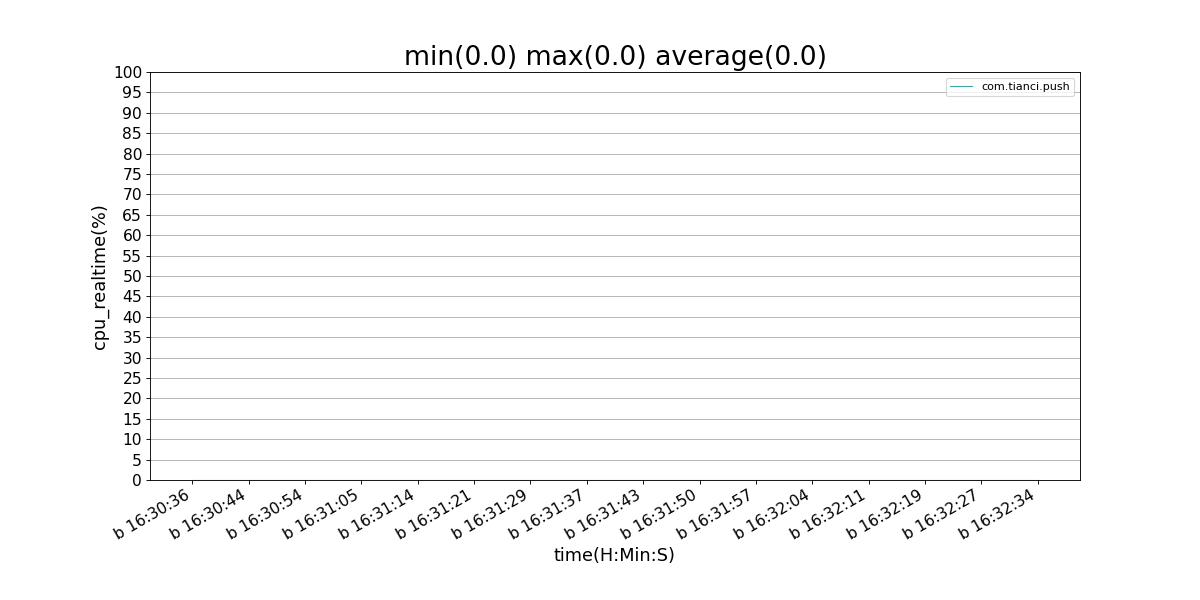 min(0.0) max(0.0) average(0.0)
com.tianci.push
100
95
90
85
80
75
70
65
60
55
50
45
40
35
30
25
20
15
10
5
0
cpu_realtime(%)
b 16:30:36
b 16:30:44
b 16:30:54
b 16:31:05
b 16:31:14
b 16:31:21
b 16:31:29
b 16:31:37
b 16:31:43
b 16:31:50
b 16:31:57
b 16:32:04
b 16:32:11
b 16:32:19
b 16:32:27
b 16:32:34
time(H:Min:S)